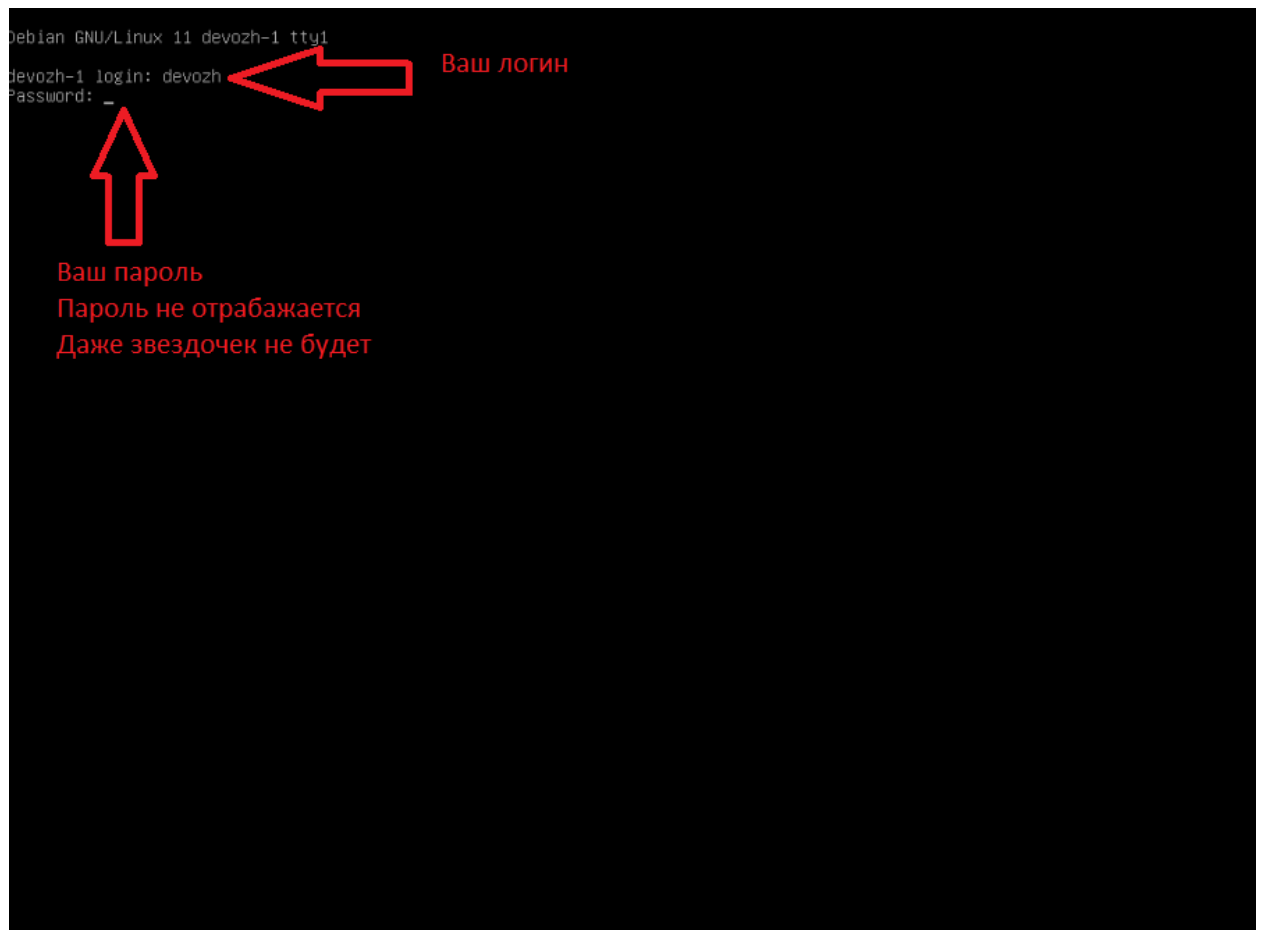 Debian GNU/Linux 11 devozh-1 tty1
devozh-1 login: devozh
Ваш логин
Password: _
Ваш пароль
Пароль не отрабажается
Даже звездочек не будет